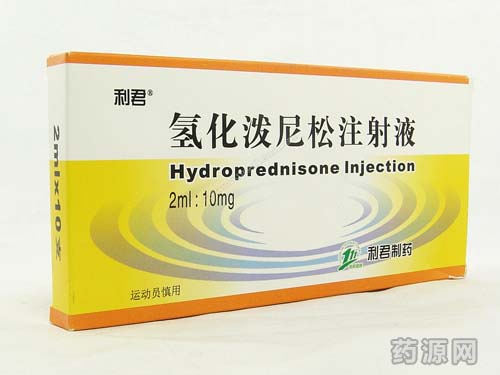 利君®
氢化泼尼松注射液
Hydroprednisone Injection
2ml : 10mg
利君制药
运动员慎用
2ml×10支
药源网